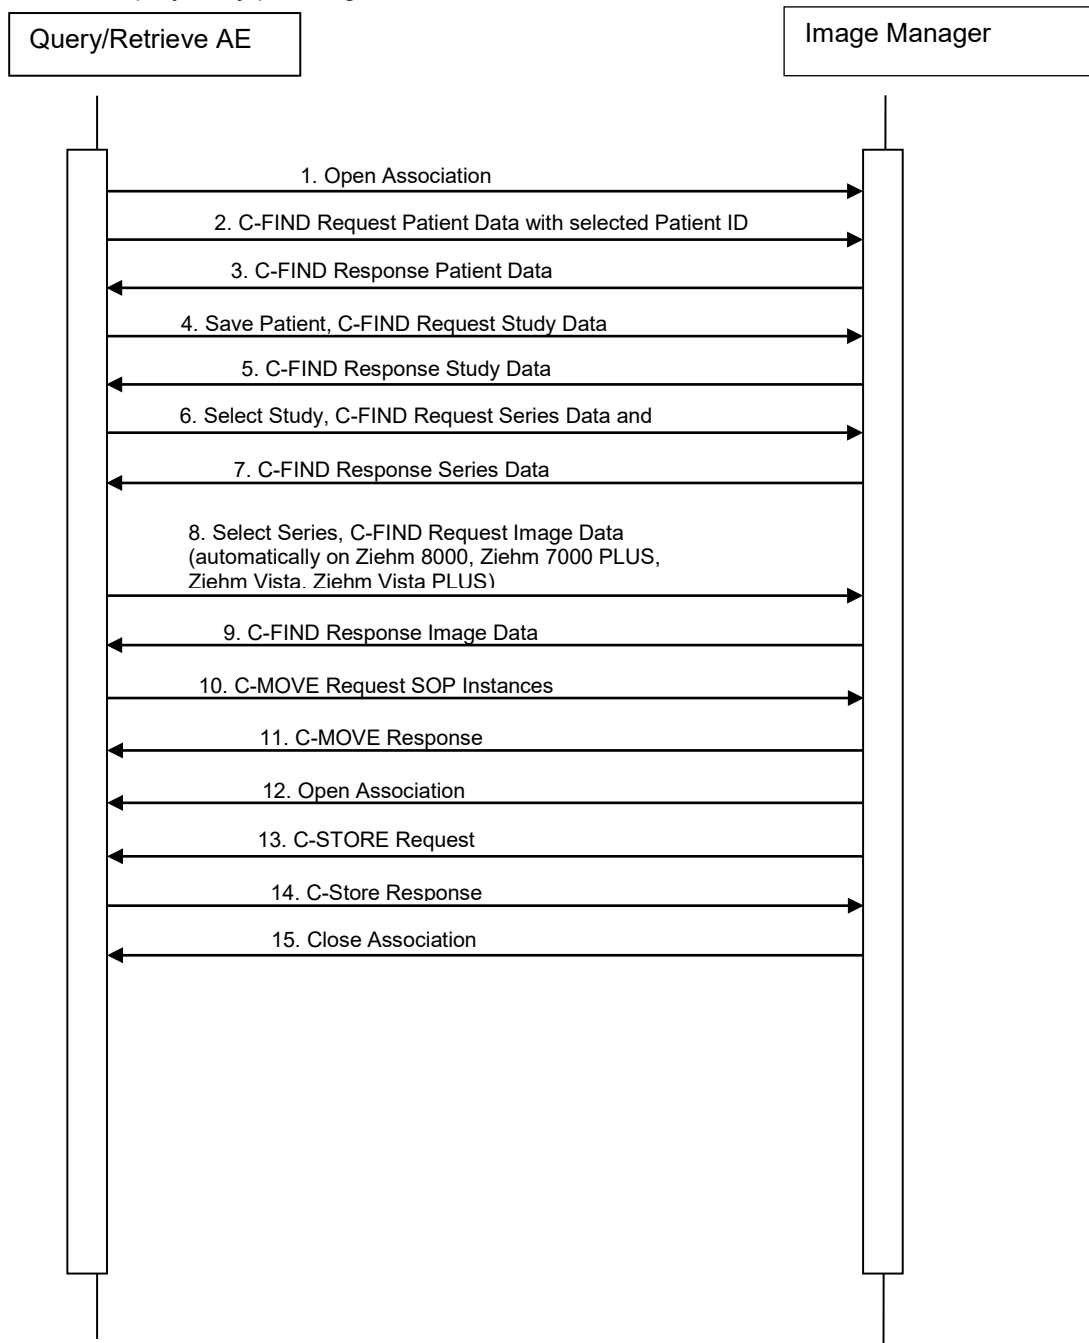 Query/Retrieve AE
Image Manager
1. Open Association
2. C-FIND Request Patient Data with selected Patient ID
3. C-FIND Response Patient Data
4. Save Patient, C-FIND Request Study Data
5. C-FIND Response Study Data
6. Select Study, C-FIND Request Series Data and
7. C-FIND Response Series Data
8. Select Series, C-FIND Request Image Data
(automatically on Ziehm 8000, Ziehm 7000 PLUS,
Ziehm Vista, Ziehm Vista PLUS)
9. C-FIND Response Image Data
10. C-MOVE Request SOP Instances
11. C-MOVE Response
12. Open Association
13. C-STORE Request
14. C-Store Response
15. Close Association